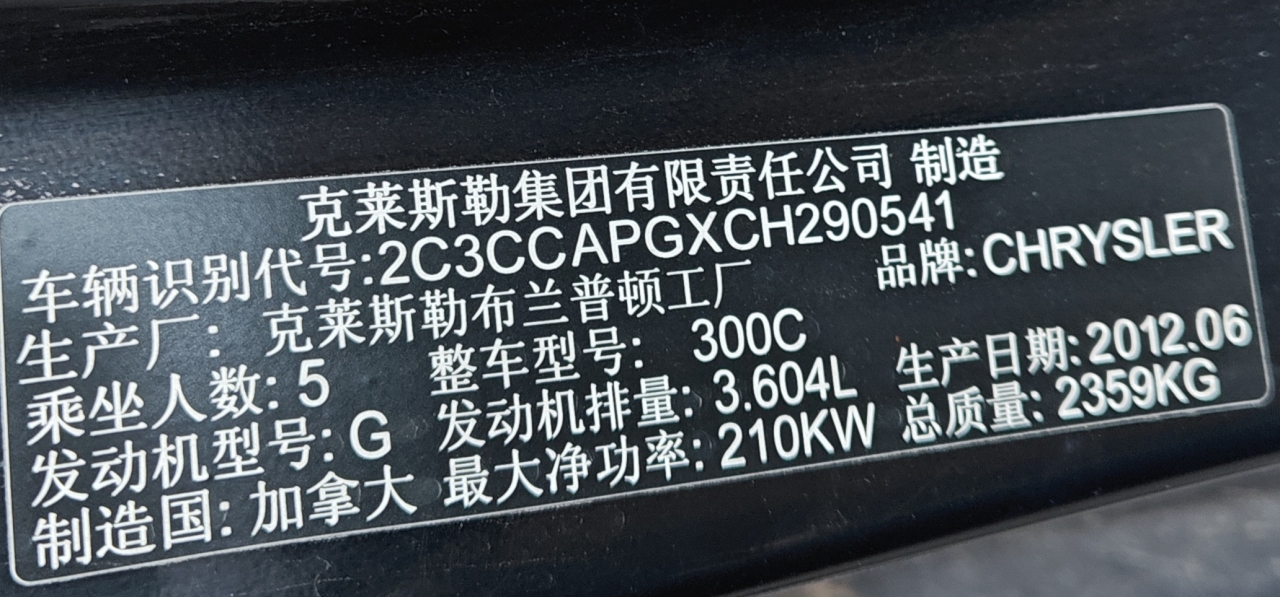 克莱斯勒集团有限责任公司 制造
车辆识别代号:2C3CCAPGXCH290541 品牌:CHRYSLER
生产厂: 克莱斯勒布兰普顿工厂
乘坐人数: 5 整车型号: 300C 生产日期:2012.06
发动机型号:G 发动机排量: 3.604L 总质量: 2359KG
制造国: 加拿大 最大净功率: 210KW